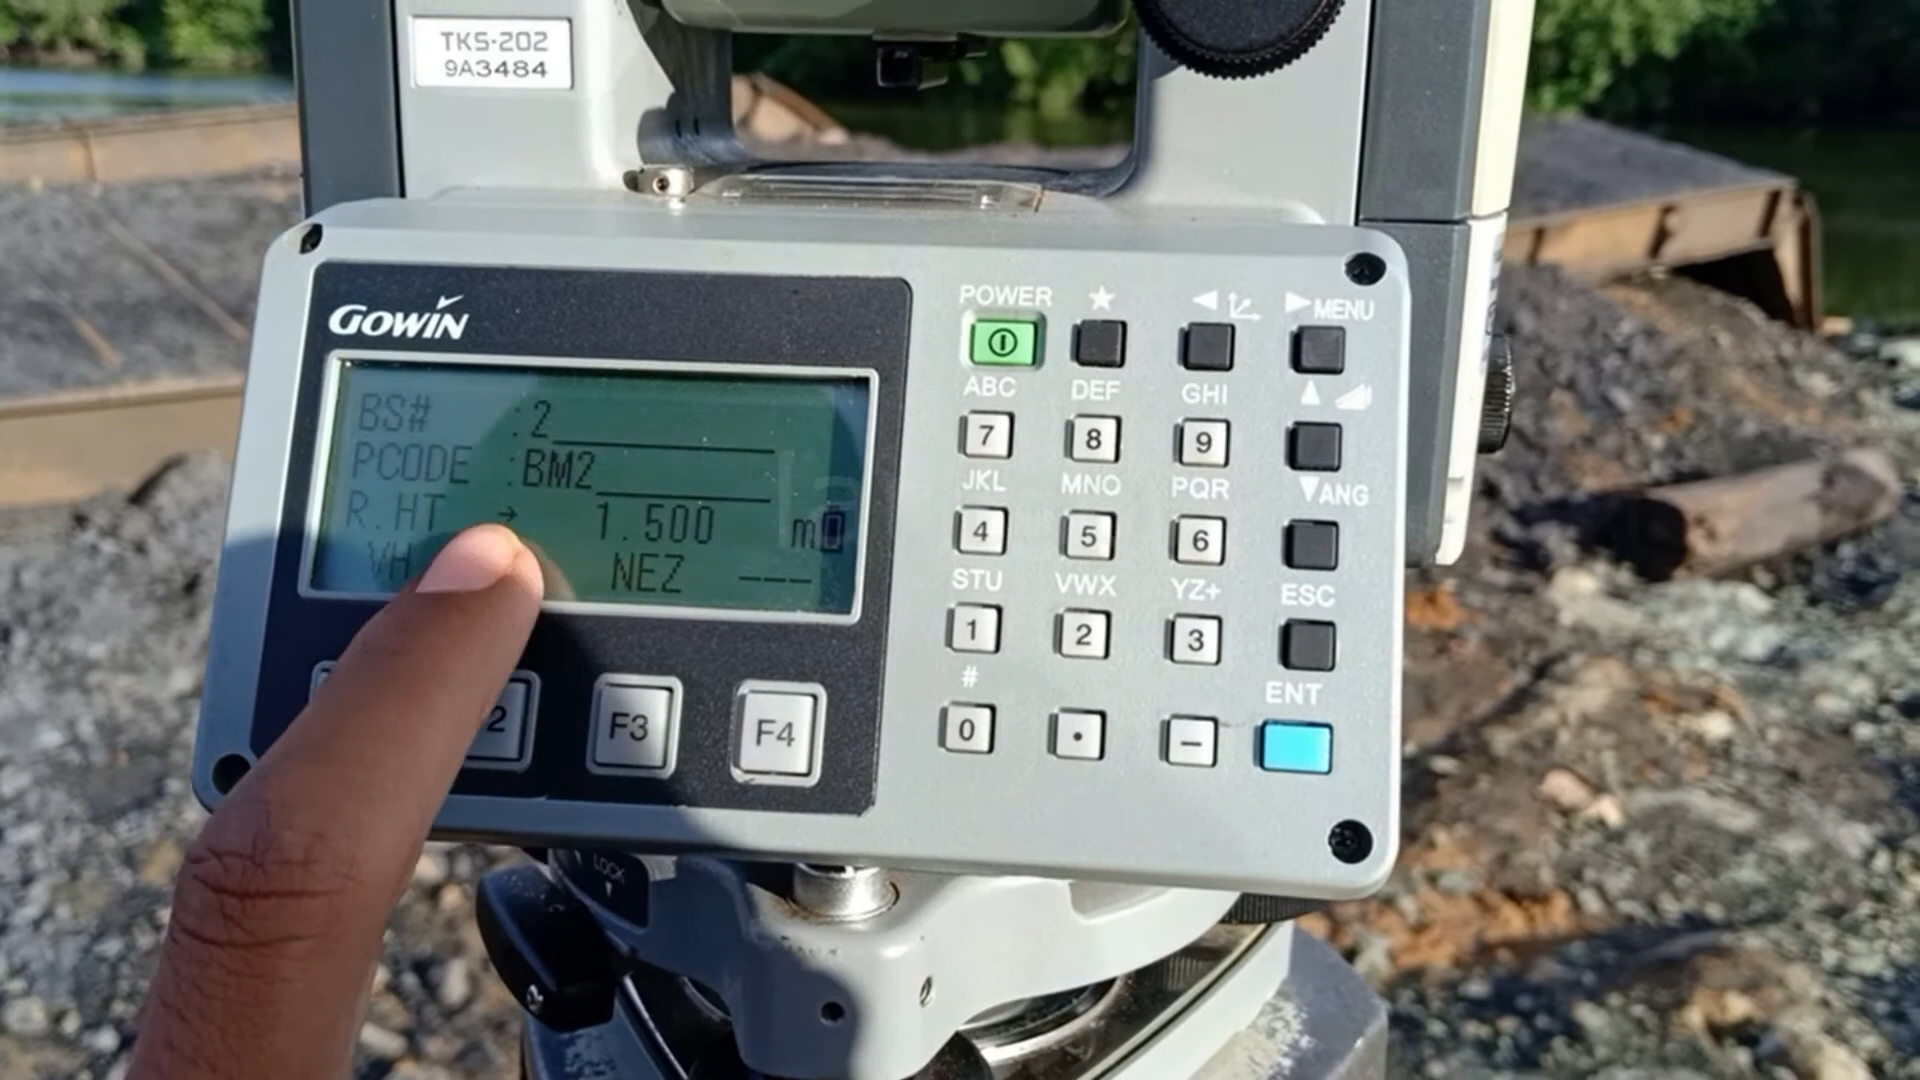 TKS-202
9A3484
GOWIN
BS# :2
PCODE :BM2
R.HT → 1.500 m
VH NEZ ---
POWER ★ ◀ ▶MENU
ABC DEF GHI ▲
7 8 9
JKL MNO PQR ▼ANG
4 5 6
STU VWX YZ+ ESC
1 2 3
# ENT
0 . −
2 F3 F4
LOCK